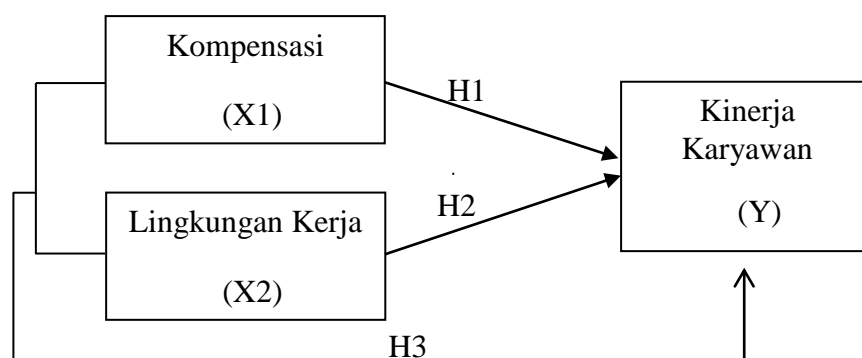 Kompensasi
(X1)
H1
Kinerja
Karyawan
(Y)
Lingkungan Kerja
(X2)
H2
H3